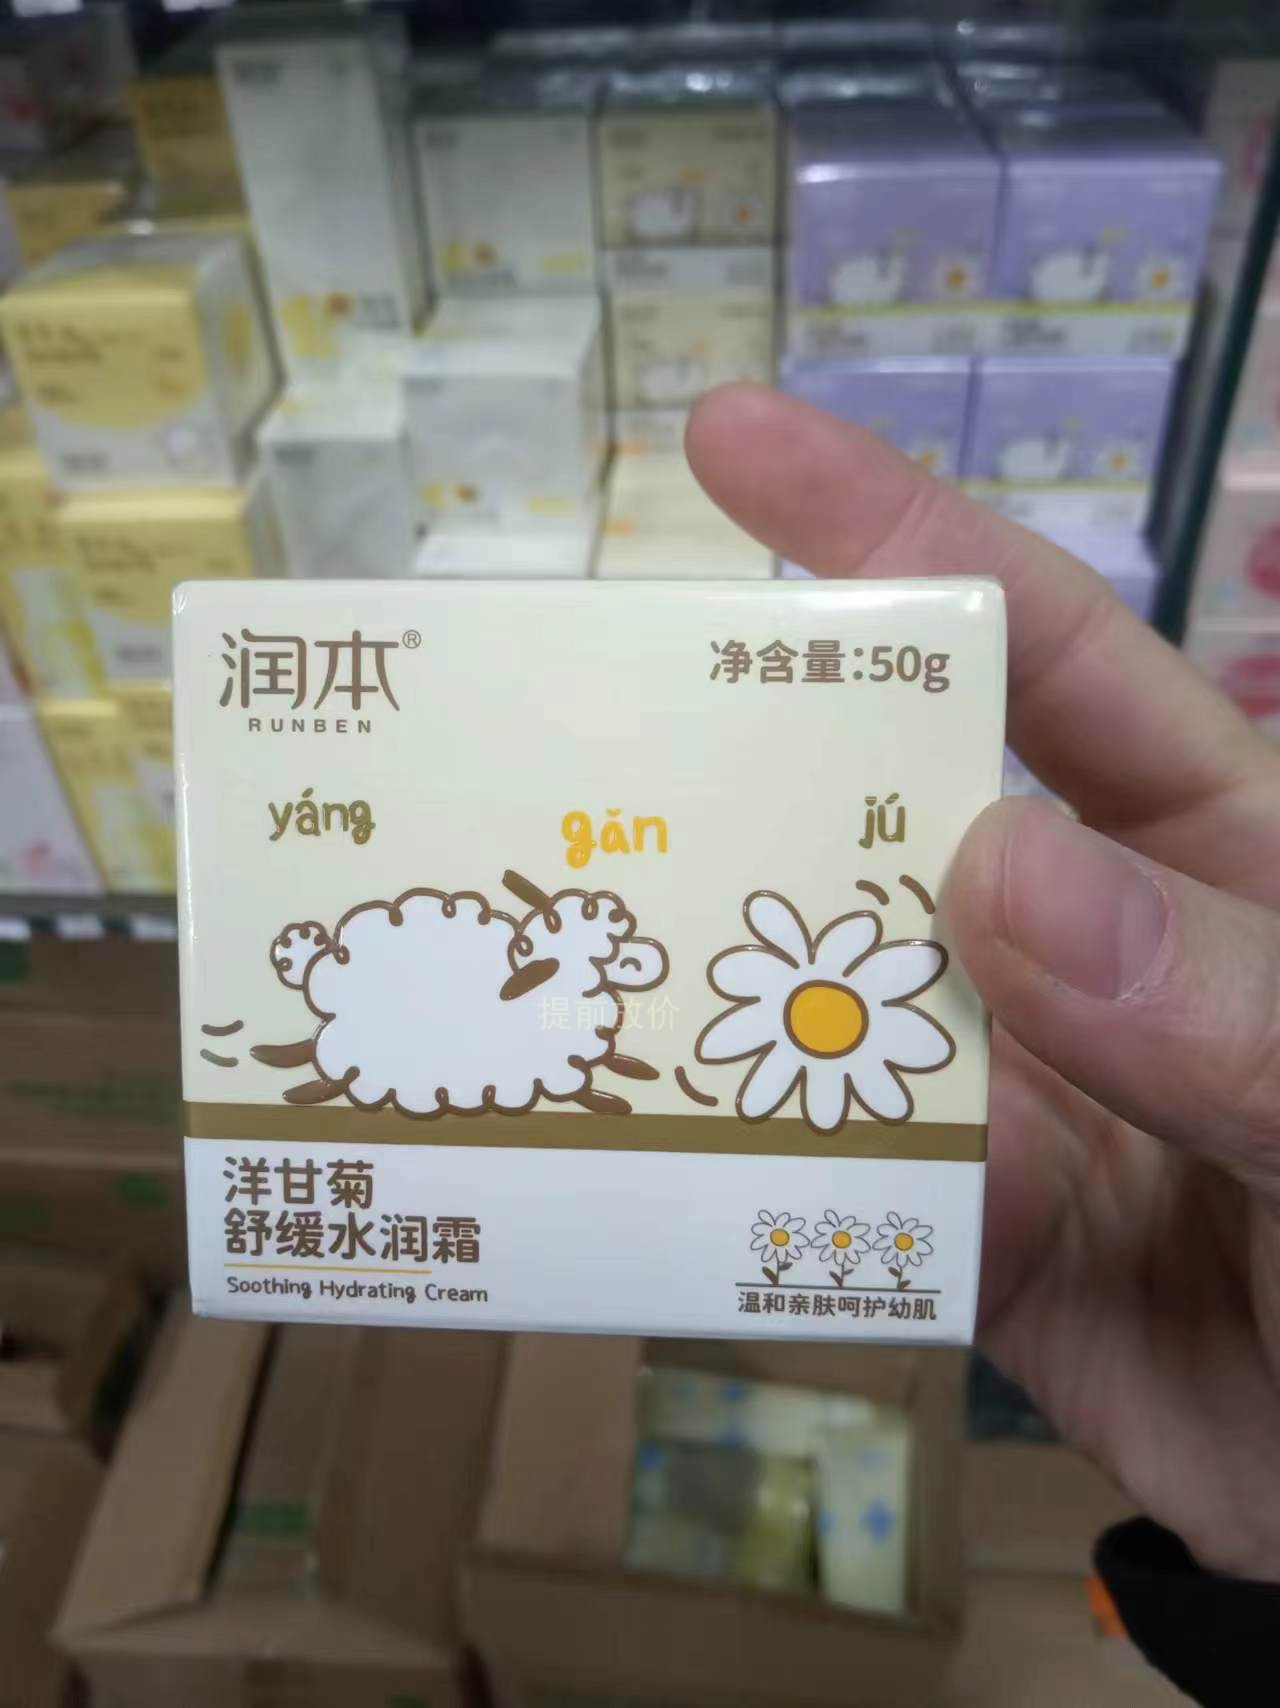 润本®
RUNBEN
净含量:50g
yáng
gǎn
jú
提前放价
洋甘菊
舒缓水润霜
Soothing Hydrating Cream
温和亲肤呵护幼肌